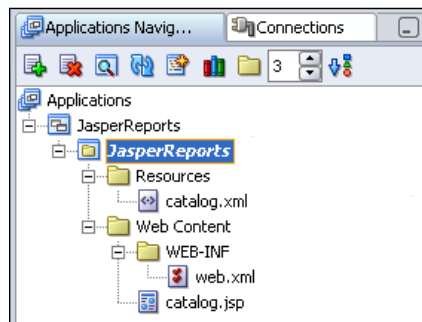 Applications Navig... Connections
3
Applications
JasperReports
JasperReports
Resources
catalog.xml
Web Content
WEB-INF
web.xml
catalog.jsp